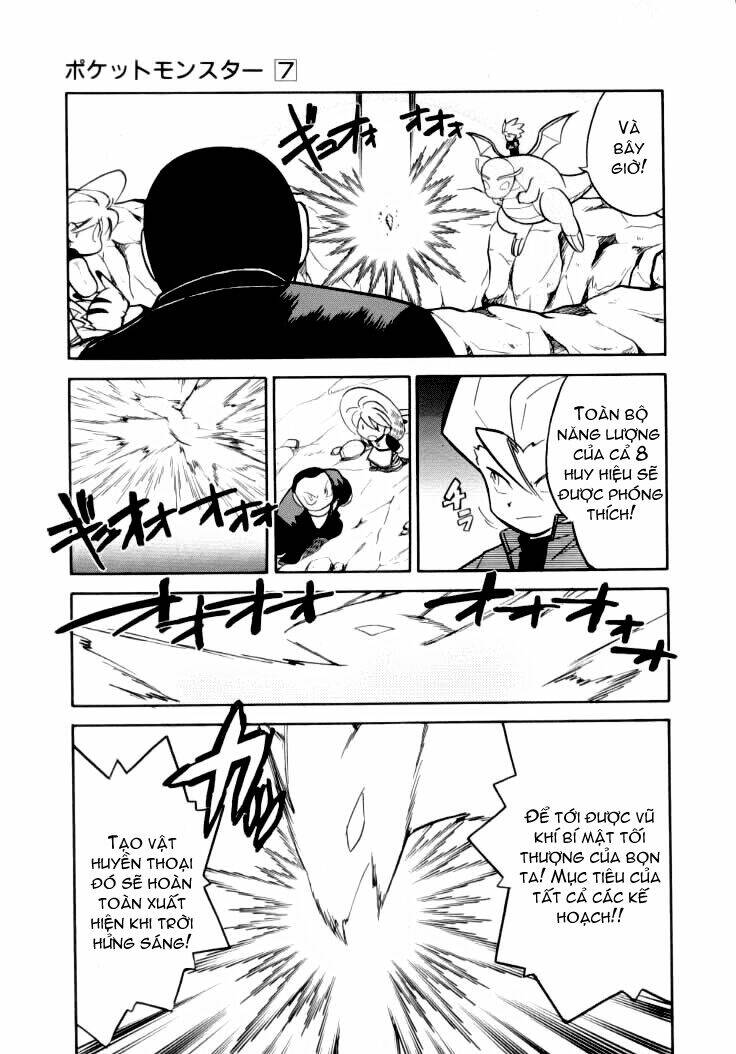 ポケットモンスター 7
ギュオォォ
VÀ
BÂY
GIỜ!
TOÀN BỘ
NĂNG LƯỢNG
CỦA CẢ 8
HUY HIỆU SẼ
ĐƯỢC PHÓNG
THÍCH!
ギュオォオォオォ
オォオォオォオォ
カッ
ĐỂ TỚI ĐƯỢC VŨ
KHÍ BÍ MẬT TỐI
THƯỢNG CỦA BỌN
TA! MỤC TIÊU CỦA
TẤT CẢ CÁC KẾ
HOẠCH!!
TẠO VẬT
HUYỀN THOẠI
ĐÓ SẼ HOÀN
TOÀN XUẤT
HIỆN KHI TRỜI
HỬNG SÁNG!